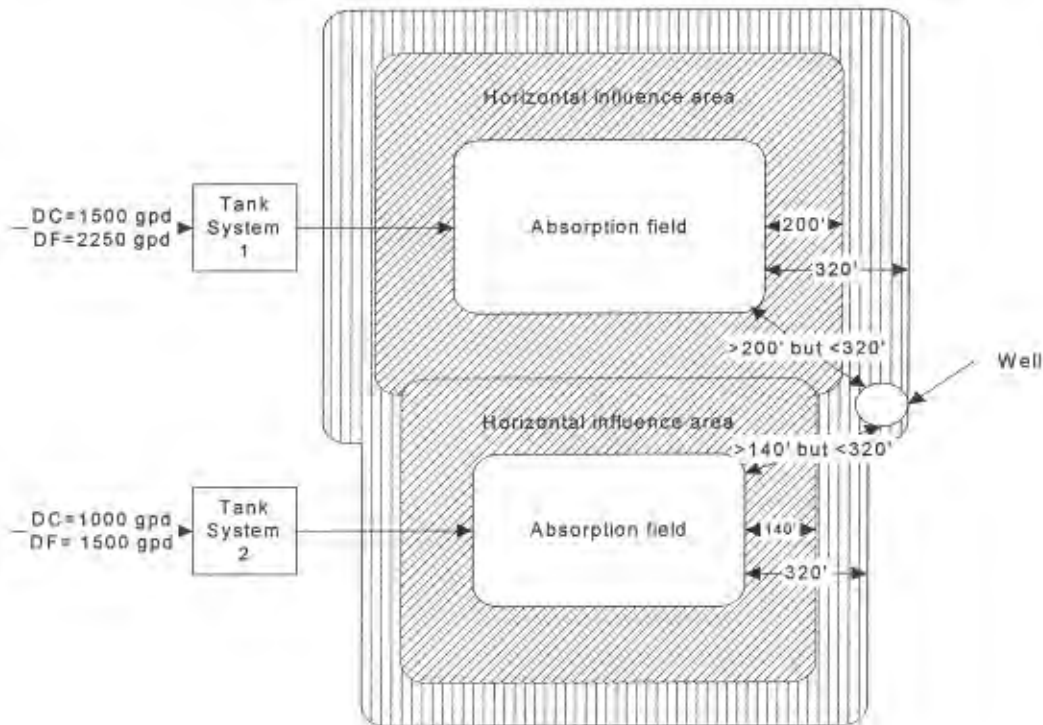 Horizontal influence area
DC=1500 gpd
DF=2250 gpd
Tank
System
1
Absorption field
200'
320'
>200' but <320'
Well
Horizontal influence area
>140' but <320'
DC=1000 gpd
DF= 1500 gpd
Tank
System
2
Absorption field
140'
320'